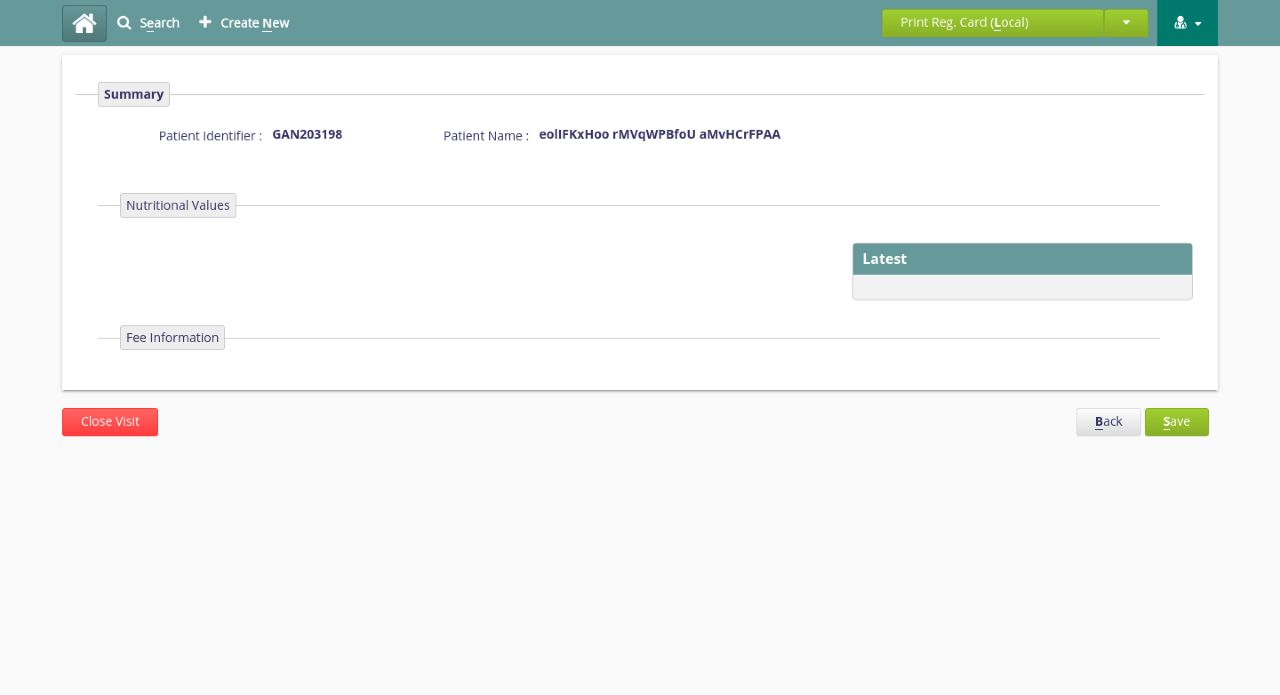 Search
Create New
Print Reg. Card (Local)
Summary
Patient Identifier : GAN203198
Patient Name : eolIFKxHoo rMVqWPBfoU aMvHCrFPAA
Nutritional Values
Latest
Fee Information
Close Visit
Back
Save